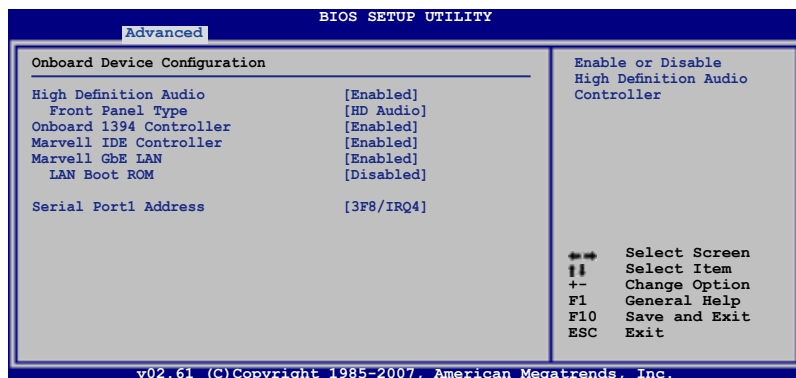 BIOS SETUP UTILITY
Advanced
Onboard Device Configuration
High Definition Audio [Enabled]
Front Panel Type [HD Audio]
Onboard 1394 Controller [Enabled]
Marvell IDE Controller [Enabled]
Marvell GbE LAN [Enabled]
LAN Boot ROM [Disabled]
Serial Port1 Address [3F8/IRQ4]
Enable or Disable
High Definition Audio
Controller
←→ Select Screen
↑↓ Select Item
+- Change Option
F1 General Help
F10 Save and Exit
ESC Exit
v02.61 (C)Copyright 1985-2007, American Megatrends, Inc.